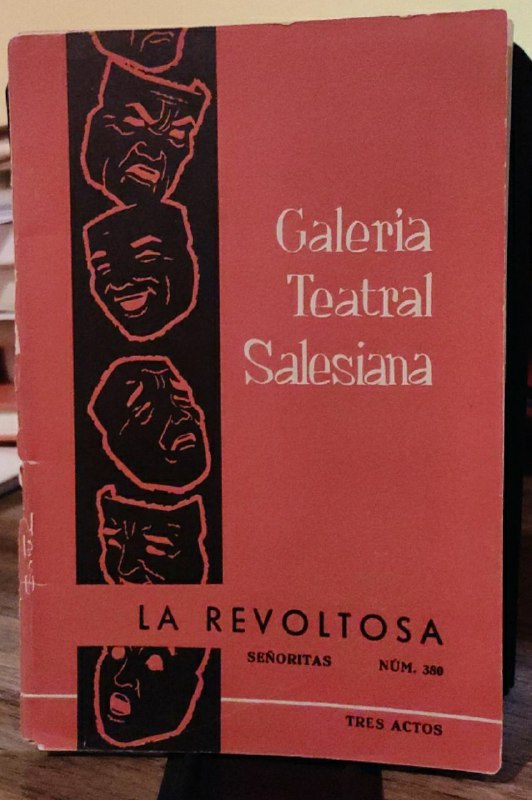 Galeria
Teatral
Salesiana
LA REVOLTOSA
SEÑORITAS NÚM. 380
TRES ACTOS